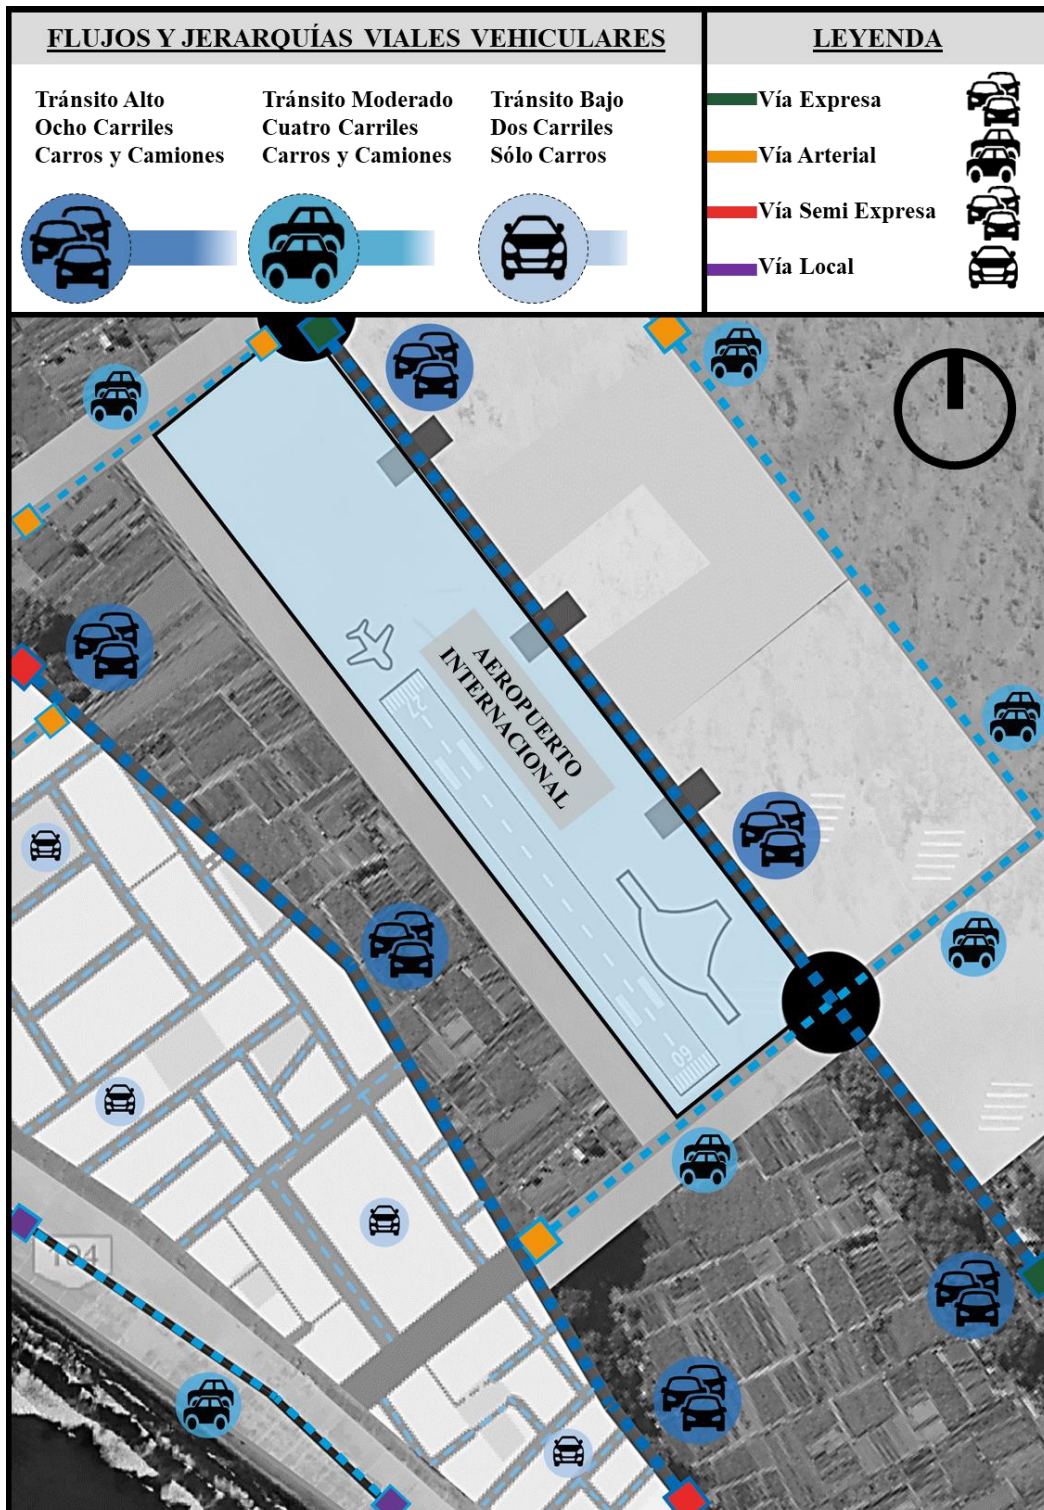 FLUJOS Y JERARQUÍAS VIALES VEHICULARES
Tránsito Alto
Ocho Carriles
Carros y Camiones
Tránsito Moderado
Cuatro Carriles
Carros y Camiones
Tránsito Bajo
Dos Carriles
Sólo Carros
LEYENDA
Vía Expresa
Vía Arterial
Vía Semi Expresa
Vía Local
AEROPUERTO
INTERNACIONAL
27
09
104